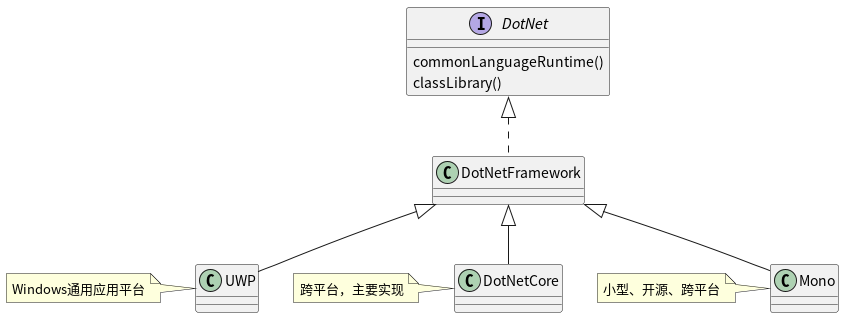 I DotNet
commonLanguageRuntime()
classLibrary()
C DotNetFramework
Windows通用应用平台
C UWP
跨平台，主要实现
C DotNetCore
小型、开源、跨平台
C Mono